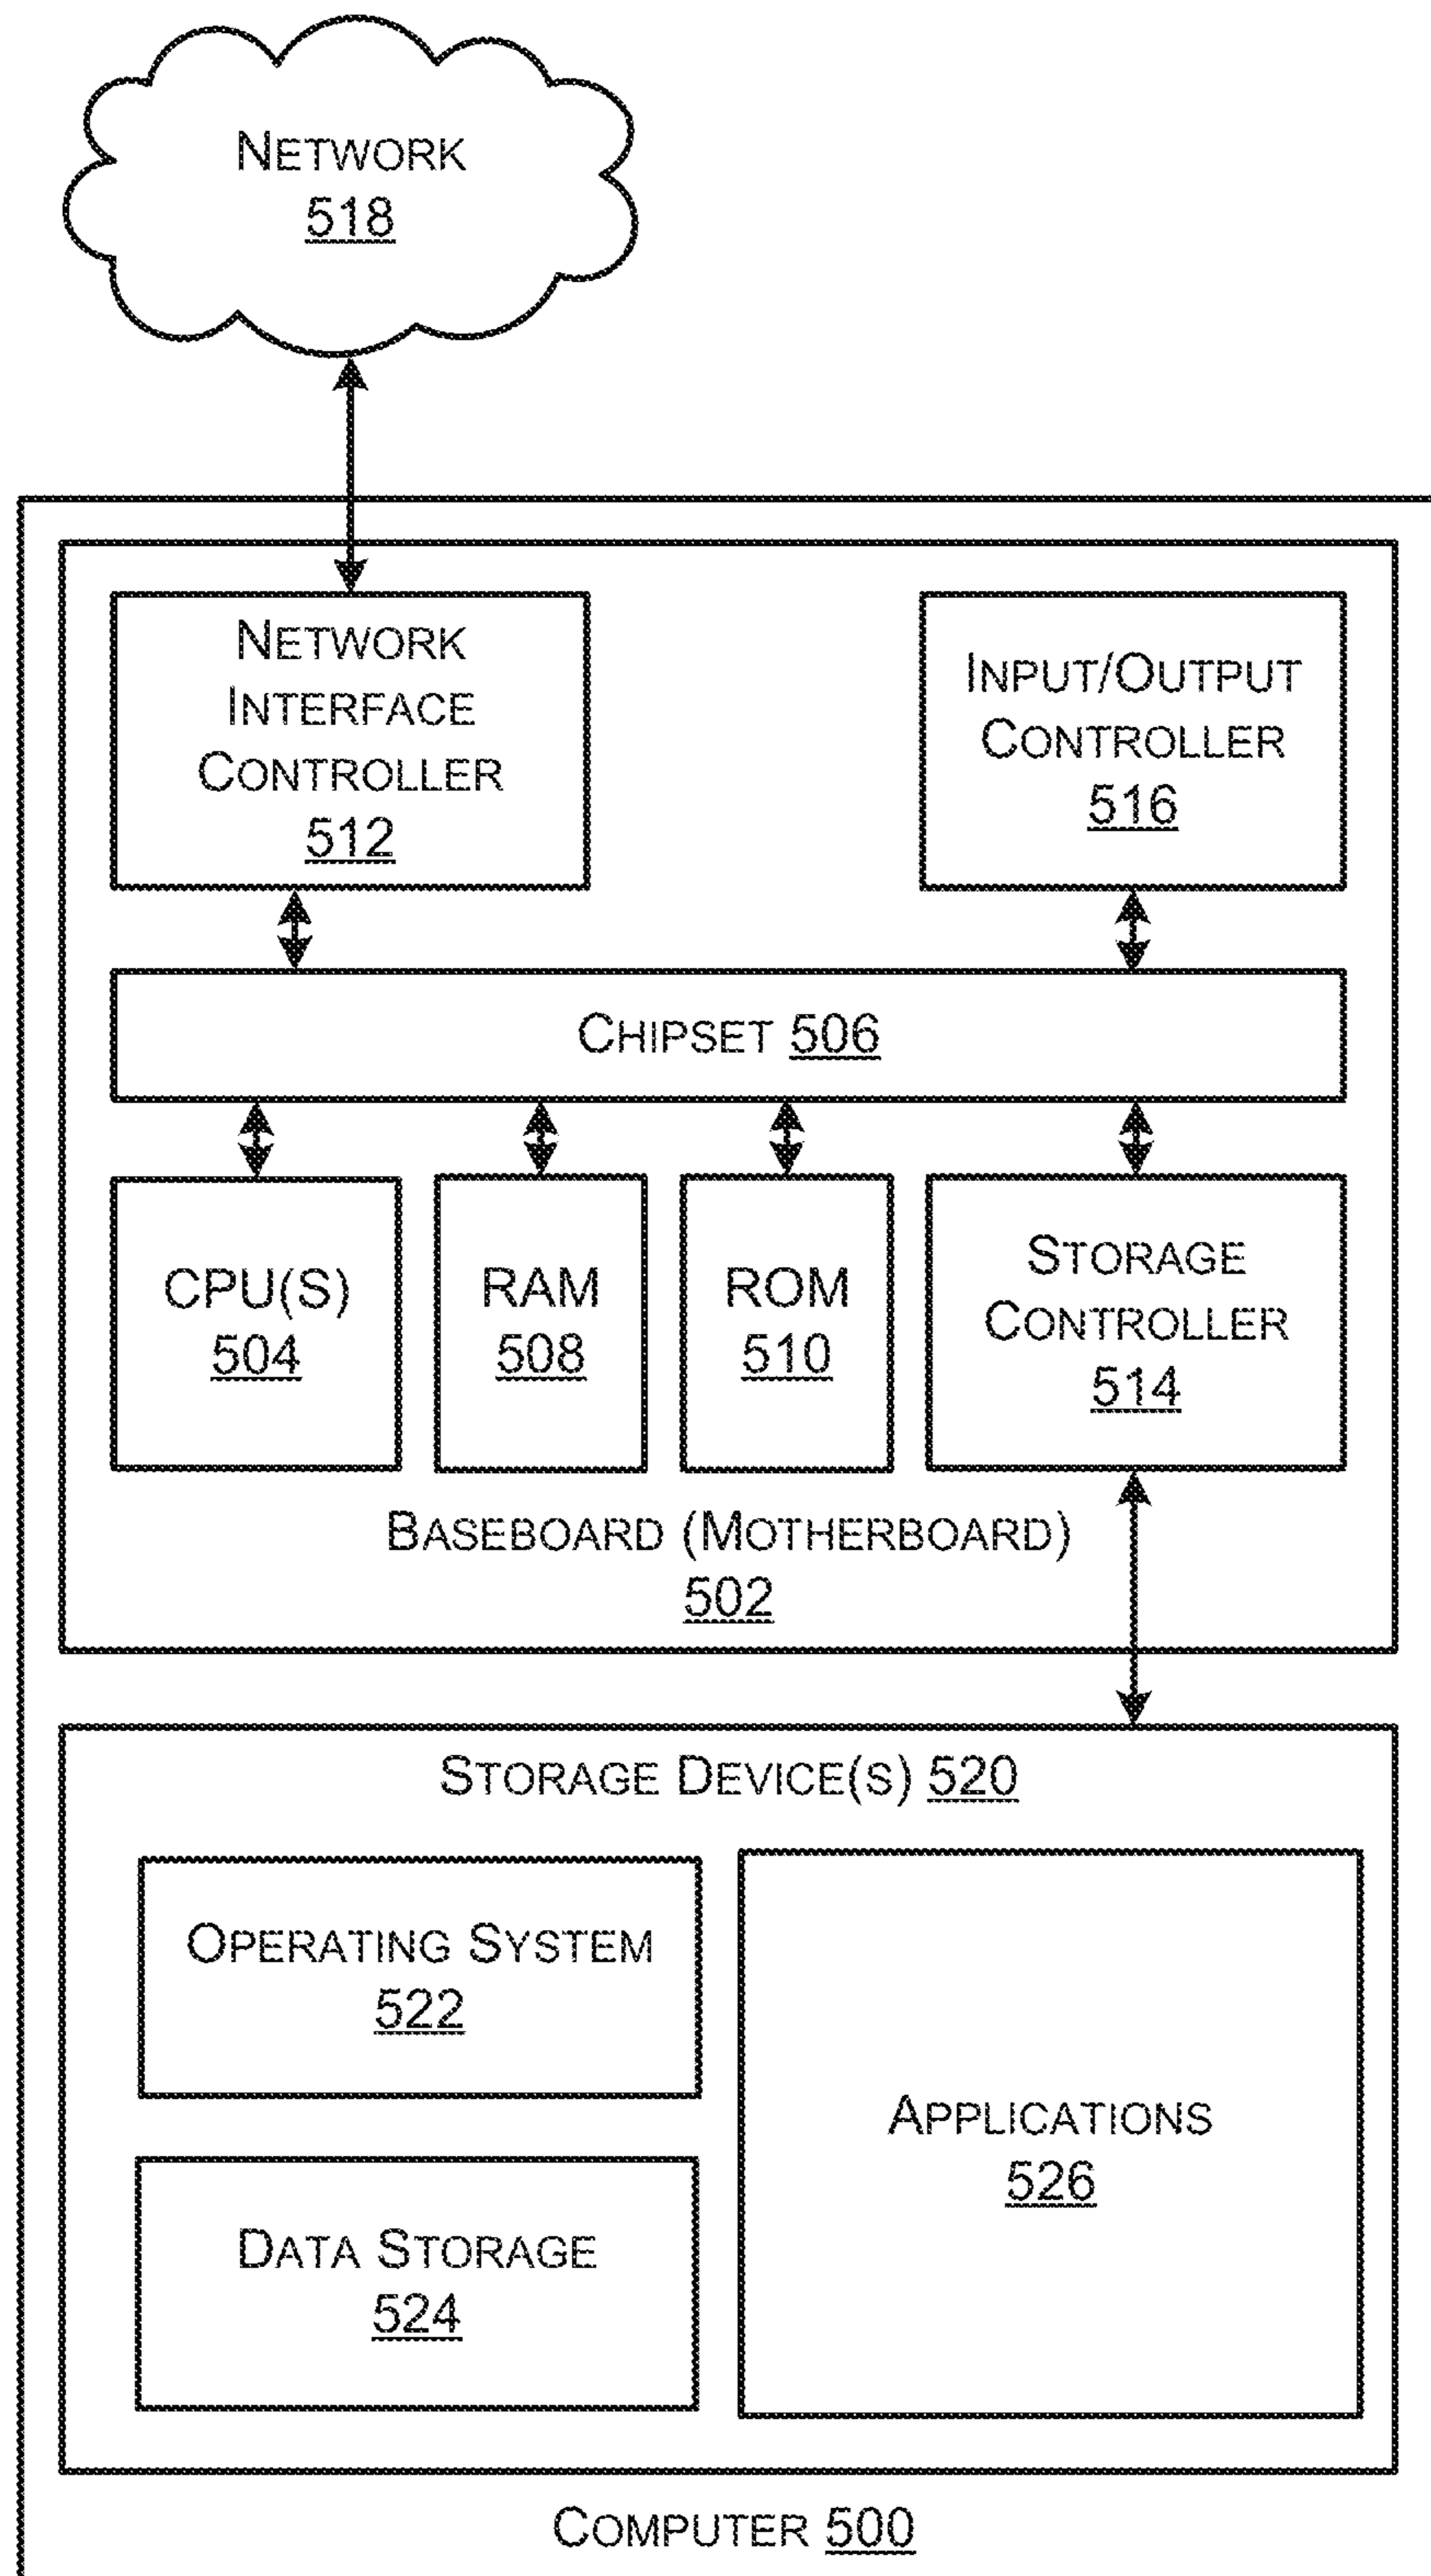 NETWORK
518
NETWORK
INTERFACE
CONTROLLER
512
INPUT/OUTPUT
CONTROLLER
516
CHIPSET 506
CPU(S)
504
RAM
508
ROM
510
STORAGE
CONTROLLER
514
BASEBOARD (MOTHERBOARD)
502
STORAGE DEVICE(S) 520
OPERATING SYSTEM
522
DATA STORAGE
524
APPLICATIONS
526
COMPUTER 500